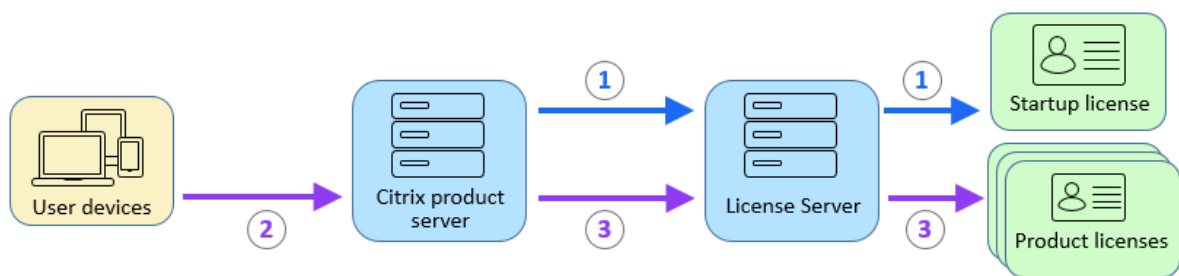 1
1
Startup license
User devices
2
Citrix product
server
3
License Server
3
Product licenses